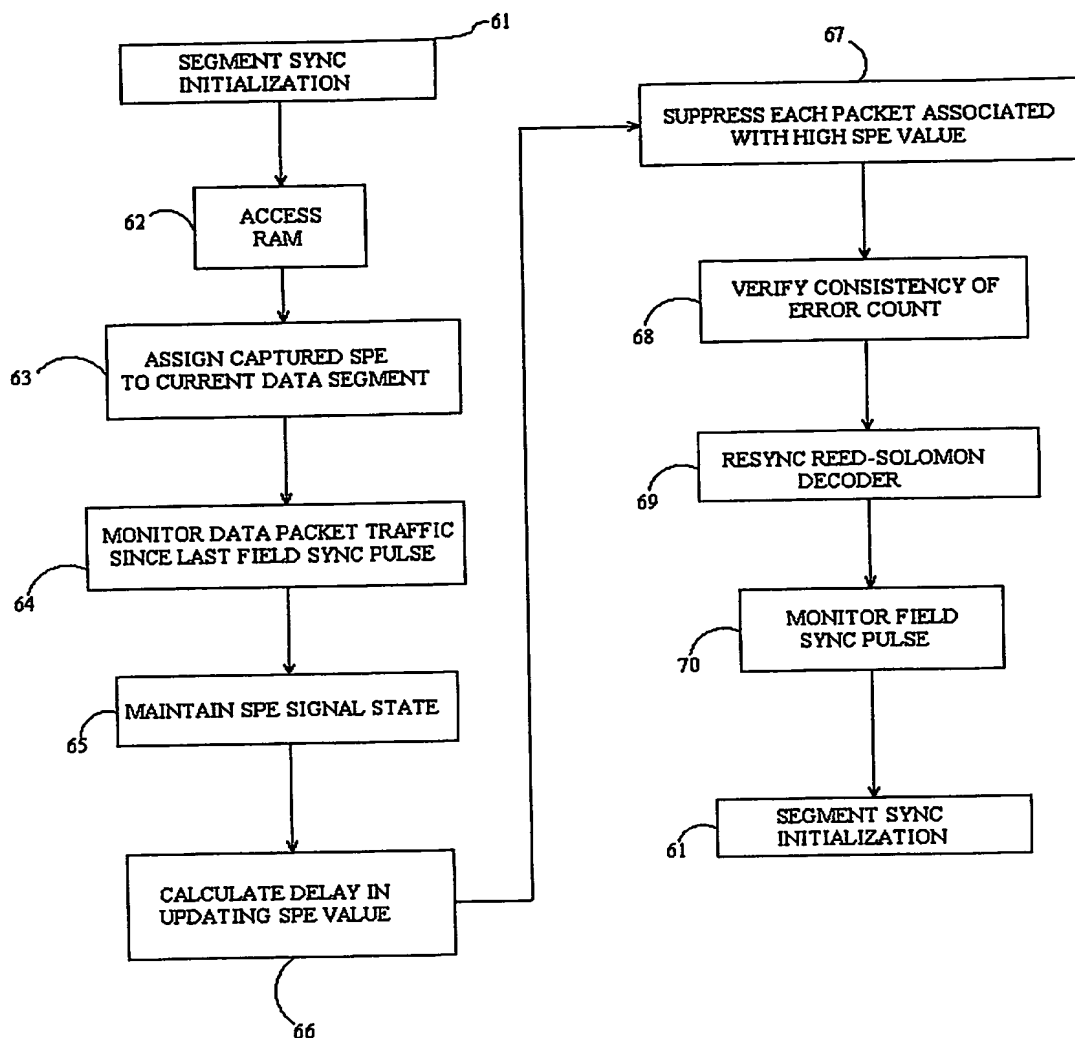 61
SEGMENT SYNC
INITIALIZATION
62
ACCESS
RAM
63
ASSIGN CAPTURED SPE
TO CURRENT DATA SEGMENT
64
MONITOR DATA PACKET TRAFFIC
SINCE LAST FIELD SYNC PULSE
65
MAINTAIN SPE SIGNAL STATE
CALCULATE DELAY IN
UPDATING SPE VALUE
66
67
SUPPRESS EACH PACKET ASSOCIATED
WITH HIGH SPE VALUE
68
VERIFY CONSISTENCY OF
ERROR COUNT
69
RESYNC REED-SOLOMON
DECODER
70
MONITOR FIELD
SYNC PULSE
61
SEGMENT SYNC
INITIALIZATION